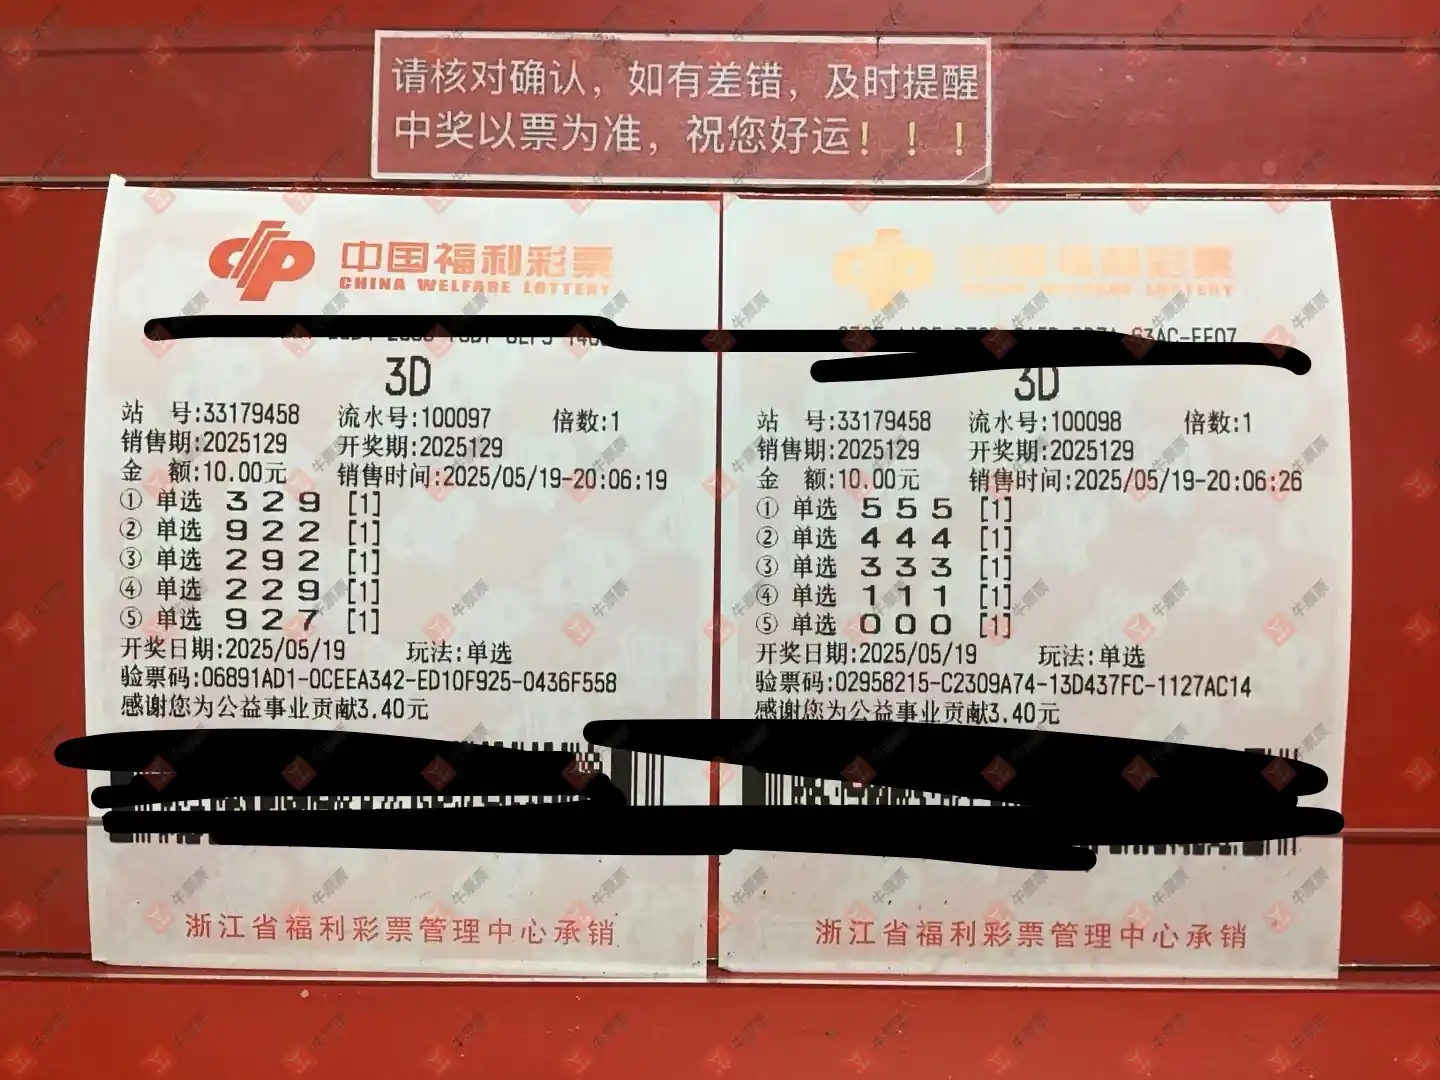 请核对确认，如有差错，及时提醒
中奖以票为准，祝您好运！！！
中国福利彩票
CHINA WELFARE LOTTERY
3D
站 号:33179458 流水号:100097 倍数:1
销售期:2025129 开奖期:2025129
金 额:10.00元 销售时间:2025/05/19-20:06:19
① 单选 3 2 9 [1]
② 单选 9 2 2 [1]
③ 单选 2 9 2 [1]
④ 单选 2 2 9 [1]
⑤ 单选 9 2 7 [1]
开奖日期:2025/05/19 玩法:单选
验票码:06891AD1-0CEEA342-ED10F925-0436F558
感谢您为公益事业贡献3.40元
浙江省福利彩票管理中心承销
中国福利彩票
CHINA WELFARE LOTTERY
63AC-EF07
3D
站 号:33179458 流水号:100098 倍数:1
销售期:2025129 开奖期:2025129
金 额:10.00元 销售时间:2025/05/19-20:06:26
① 单选 5 5 5 [1]
② 单选 4 4 4 [1]
③ 单选 3 3 3 [1]
④ 单选 1 1 1 [1]
⑤ 单选 0 0 0 [1]
开奖日期:2025/05/19 玩法:单选
验票码:02958215-C2309A74-13D437FC-1127AC14
感谢您为公益事业贡献3.40元
浙江省福利彩票管理中心承销